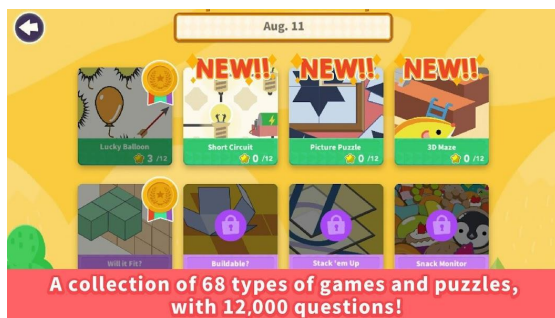 Aug. 11
NEW!! NEW!! NEW!!
Lucky Balloon Short Circuit Picture Puzzle 3D Maze
3 /12 0 /12 0 /12 0 /12
Will it Fit? Buildable? Stack 'em Up Snack Monitor
A collection of 68 types of games and puzzles,
with 12,000 questions!